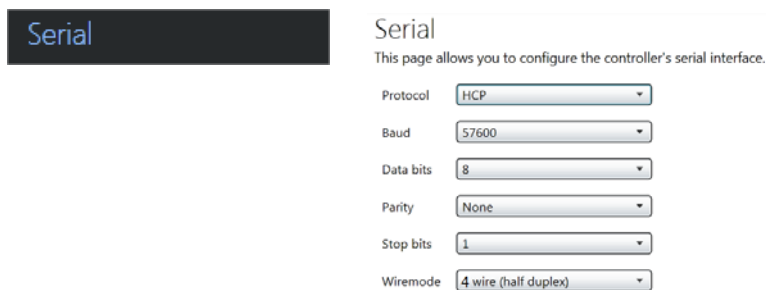 Serial
Serial
This page allows you to configure the controller's serial interface.
Protocol HCP
Baud 57600
Data bits 8
Parity None
Stop bits 1
Wiremode 4 wire (half duplex)